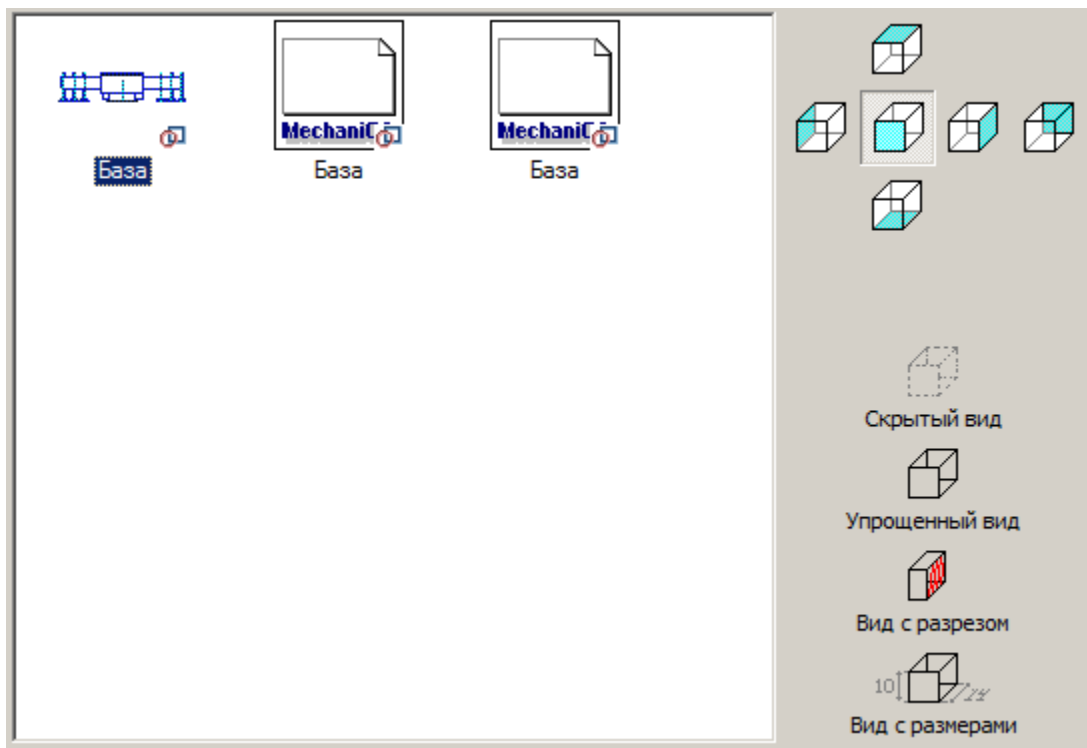 MechaniC
MechaniC
База
База
База
Скрытый вид
Упрощенный вид
Вид с разрезом
10
Вид с размерами